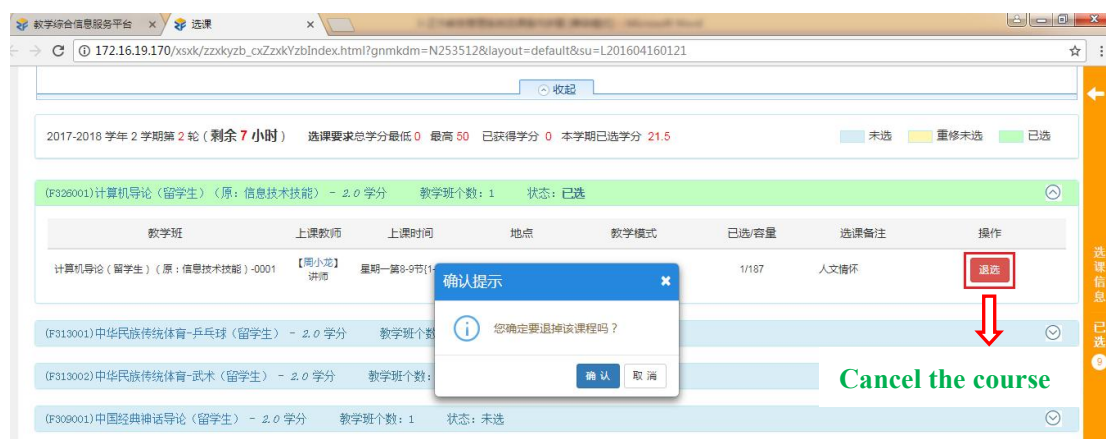 教学综合信息服务平台 × 选课 ×
172.16.19.170/xsxk/zzxkyzb_cxZzxkYzbIndex.html?gnmkdm=N253512&layout=default&su=L201604160121
收起
2017-2018 学年 2 学期第 2 轮 ( 剩余 7 小时 ) 选课要求总学分最低 0 最高 50 已获得学分 0 本学期已选学分 21.5 未选 重修未选 已选
(F326001)计算机导论（留学生）（原：信息技术技能） - 2.0 学分 教学班个数: 1 状态: 已选
教学班 上课教师 上课时间 地点 教学模式 已选/容量 选课备注 操作
计算机导论（留学生）（原：信息技术技能）-0001 【周小龙】 星期一第8-9节{1- 1/187 人文情怀 退选
讲师
确认提示 ×
您确定要退掉该课程吗？
确 认 取 消
(F313001)中华民族传统体育-乒乓球（留学生） - 2.0 学分 教学班个数
(F313002)中华民族传统体育-武术（留学生） - 2.0 学分 教学班个数:
(F309001)中国经典神话导论（留学生） - 2.0 学分 教学班个数: 1 状态: 未选
Cancel the course
选课信息 已选 9